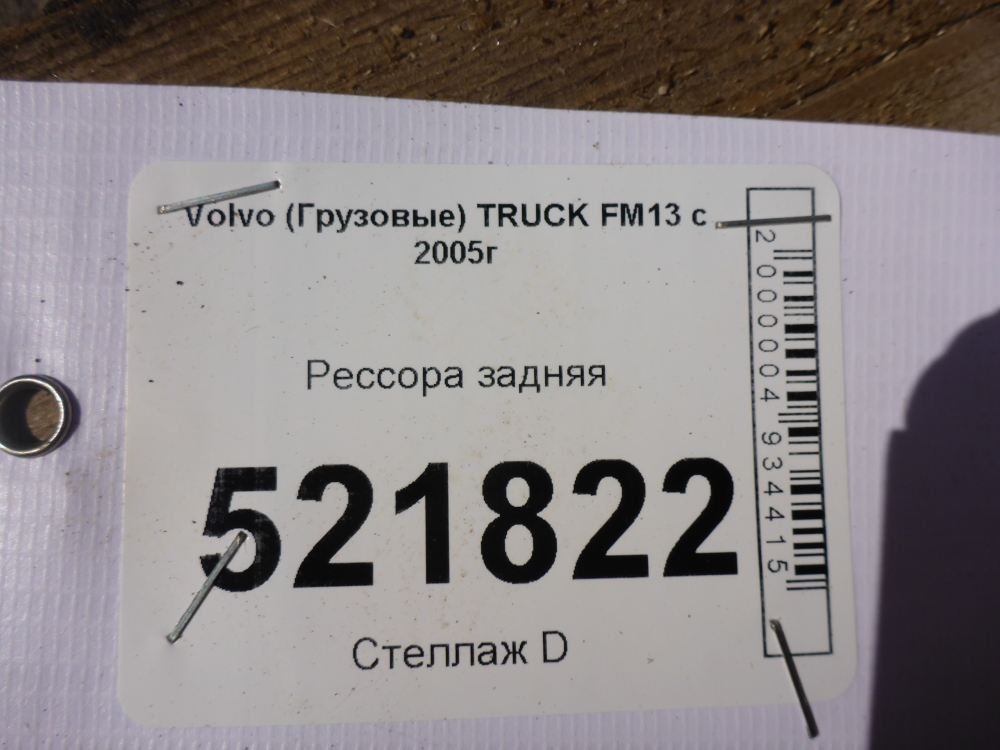 Volvo (Грузовые) TRUCK FM13 с
2005г
Рессора задняя
521822
Стеллаж D
2000004934415